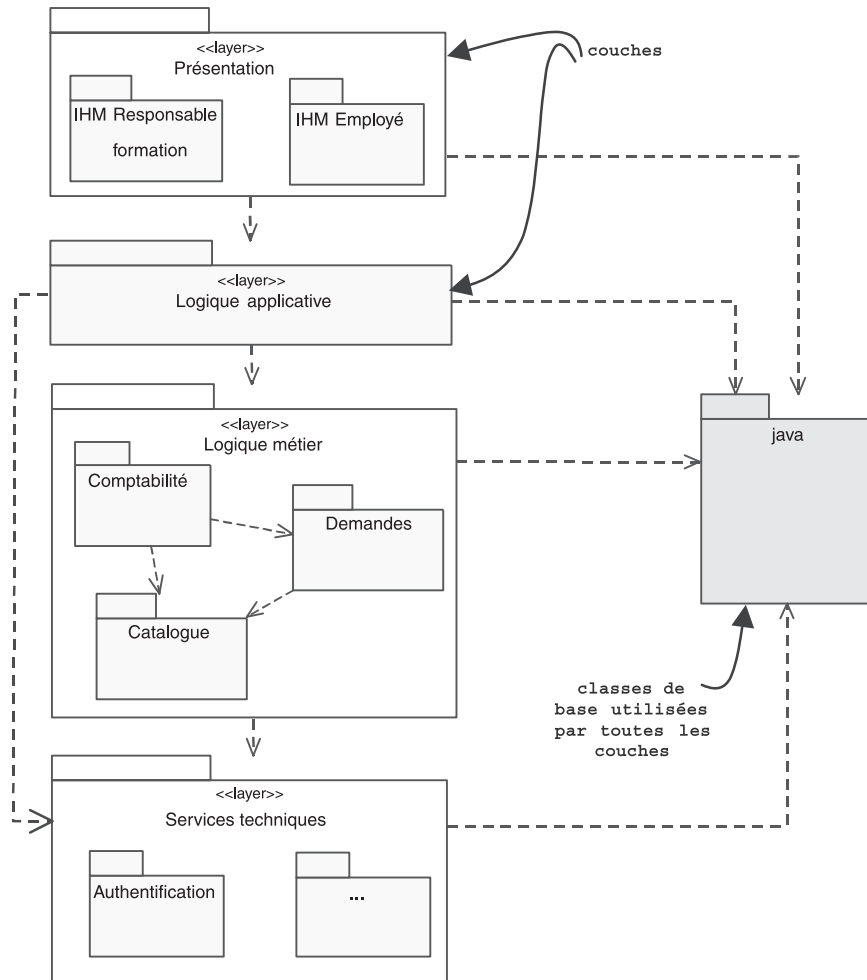 <<layer>>
Présentation
couches
IHM Responsable
formation
IHM Employé
<<layer>>
Logique applicative
<<layer>>
Logique métier
java
Comptabilité
Demandes
Catalogue
classes de
base utilisées
par toutes les
couches
<<layer>>
Services techniques
Authentification
...